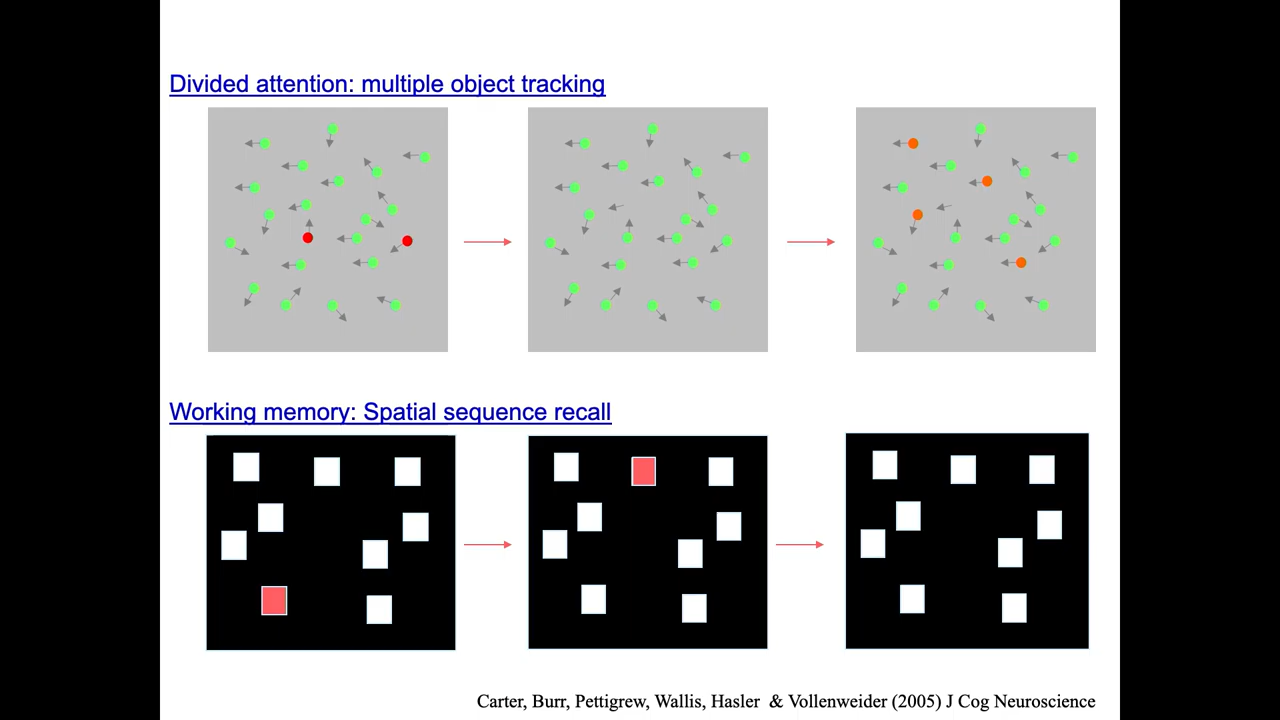 Divided attention: multiple object tracking
Working memory: Spatial sequence recall
Carter, Burr, Pettigrew, Wallis, Hasler & Vollenweider (2005) J Cog Neuroscience